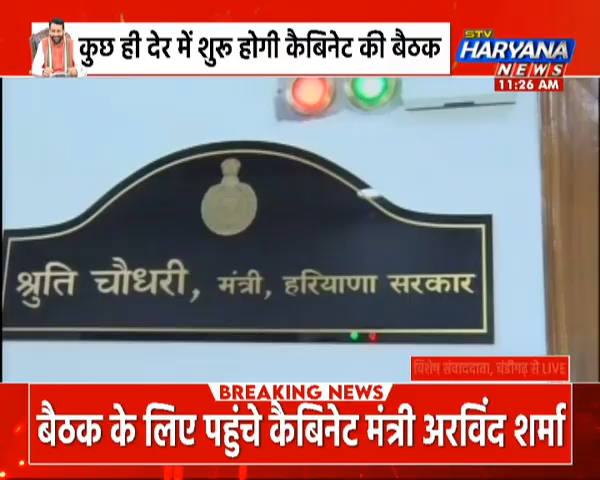 कुछ ही देर में शुरू होगी कैबिनेट की बैठक
STV
HARYANA
NEWS
11:26 AM
श्रुति चौधरी, मंत्री, हरियाणा सरकार
विशेष संवाददाता, चंडीगढ़ से LIVE
BREAKING NEWS
बैठक के लिए पहुंचे कैबिनेट मंत्री अरविंद शर्मा